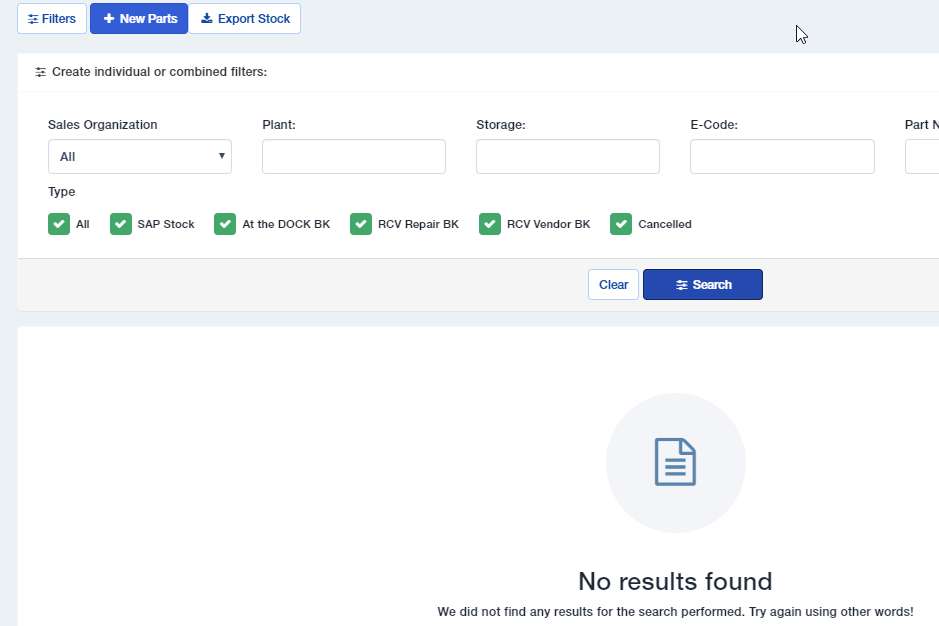 Filters New Parts Export Stock
Create individual or combined filters:
Sales Organization Plant: Storage: E-Code: Part N
All
Type
All SAP Stock At the DOCK BK RCV Repair BK RCV Vendor BK Cancelled
Clear Search
No results found
We did not find any results for the search performed. Try again using other words!